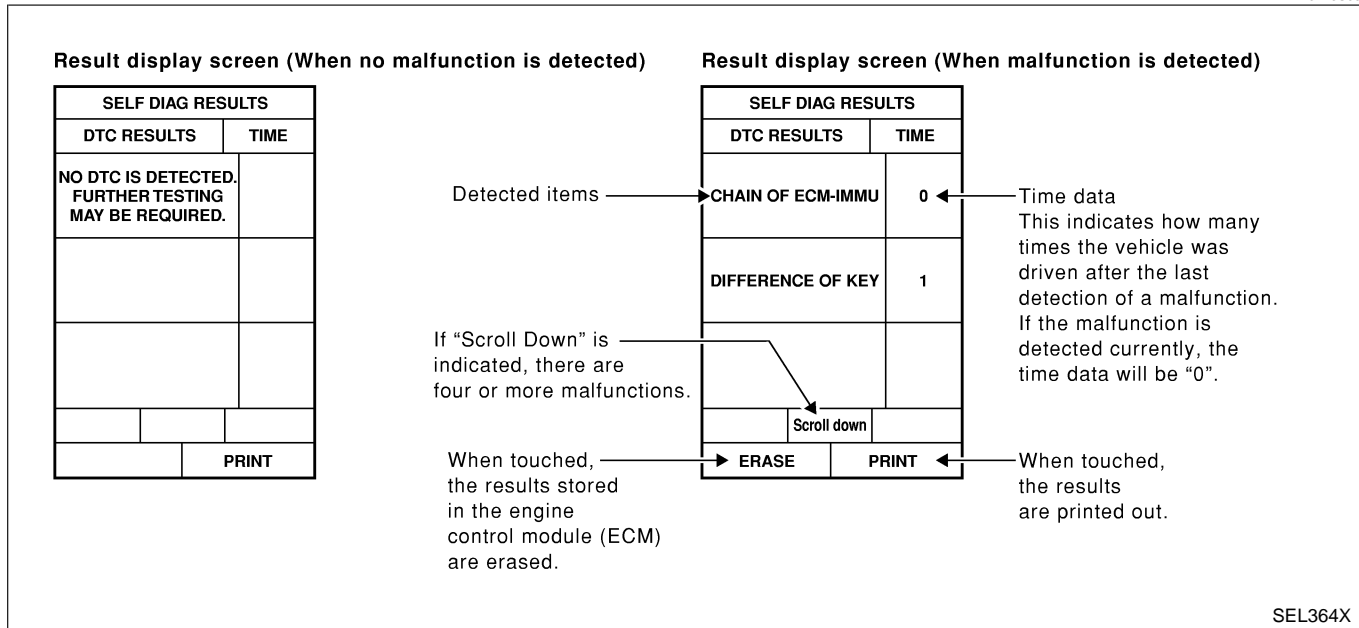 Result display screen (When no malfunction is detected)
SELF DIAG RESULTS
DTC RESULTS TIME
NO DTC IS DETECTED.
FURTHER TESTING
MAY BE REQUIRED.
PRINT
Result display screen (When malfunction is detected)
SELF DIAG RESULTS
DTC RESULTS TIME
Detected items
CHAIN OF ECM-IMMU 0
DIFFERENCE OF KEY 1
Time data
This indicates how many
times the vehicle was
driven after the last
detection of a malfunction.
If the malfunction is
detected currently, the
time data will be “0”.
If “Scroll Down” is
indicated, there are
four or more malfunctions.
Scroll down
ERASE PRINT
When touched,
the results stored
in the engine
control module (ECM)
are erased.
When touched,
the results
are printed out.
SEL364X